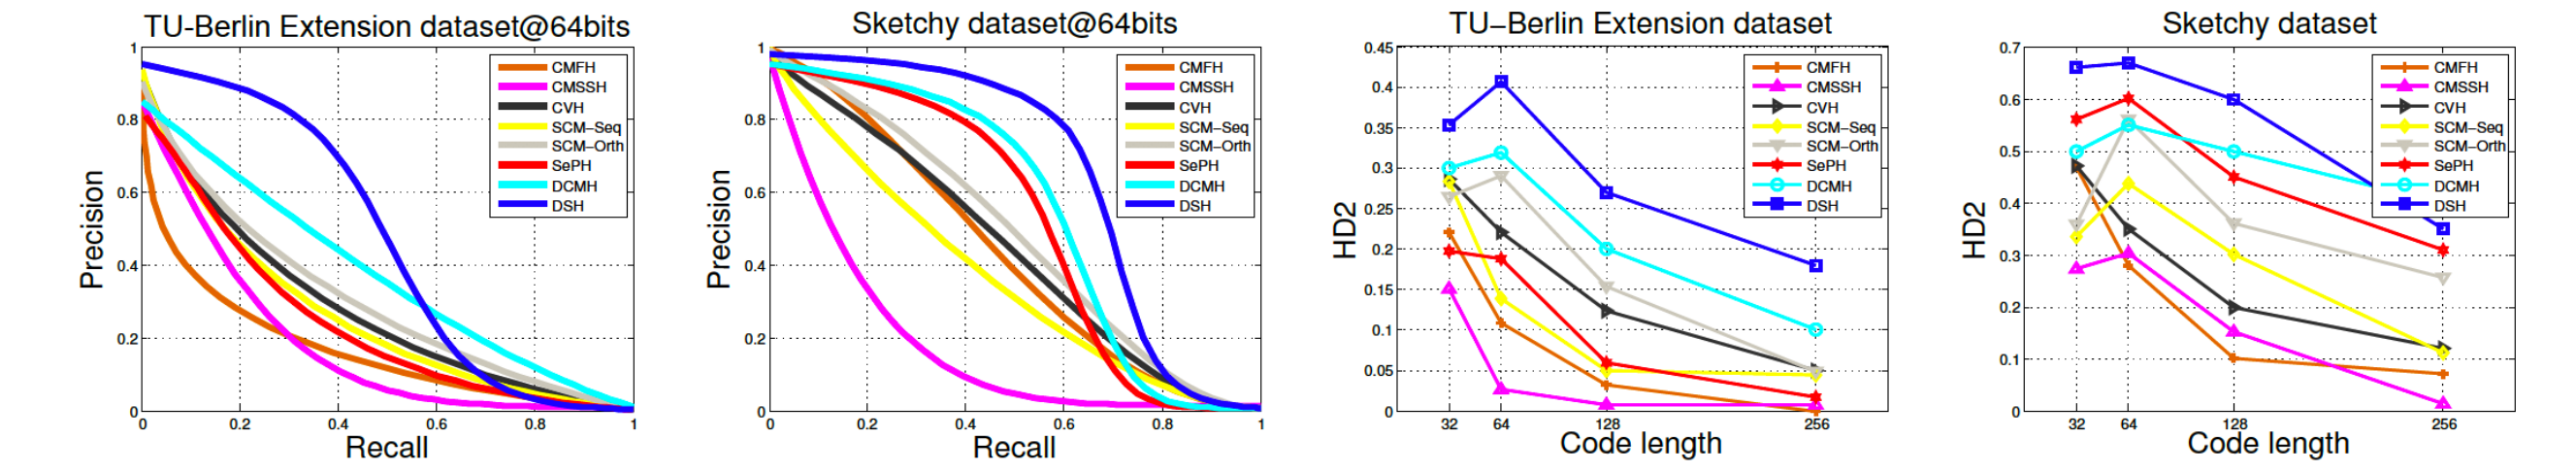 TU-Berlin Extension dataset@64bits
1
0.8
0.6
0.4
0.2
0
0
0.2
0.4
0.6
0.8
1
Precision
Recall
CMFH
CMSSH
CVH
SCM-Seq
SCM-Orth
SePH
DCMH
DSH
Sketchy dataset@64bits
1
0.8
0.6
0.4
0.2
0
0
0.2
0.4
0.6
0.8
1
Precision
Recall
CMFH
CMSSH
CVH
SCM-Seq
SCM-Orth
SePH
DCMH
DSH
TU-Berlin Extension dataset
0.45
0.4
0.35
0.3
0.25
0.2
0.15
0.1
0.05
0
32
64
128
256
HD2
Code length
CMFH
CMSSH
CVH
SCM-Seq
SCM-Orth
SePH
DCMH
DSH
Sketchy dataset
0.7
0.6
0.5
0.4
0.3
0.2
0.1
0
32
64
128
256
HD2
Code length
CMFH
CMSSH
CVH
SCM-Seq
SCM-Orth
SePH
DCMH
DSH